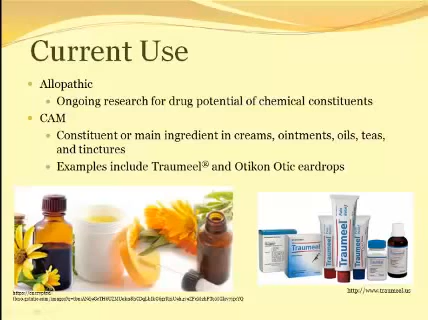 Current Use
Allopathic
Ongoing research for drug potential of chemical constituents
CAM
Constituent or main ingredient in creams, ointments, oils, teas,
and tinctures
Examples include Traumeel® and Otikon Otic eardrops
Traumeel
Traumeel
Traumeel
Traumeel
http://www.traumeel.us